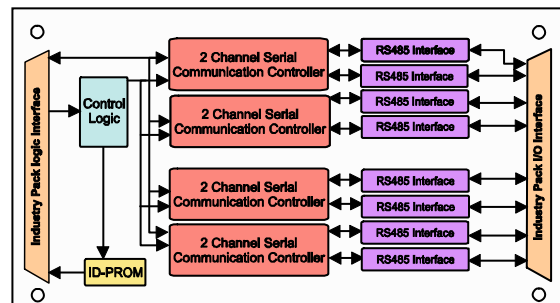 Industry Pack logic Interface
Control
Logic
ID-PROM
2 Channel Serial
Communication Controller
2 Channel Serial
Communication Controller
2 Channel Serial
Communication Controller
2 Channel Serial
Communication Controller
RS485 Interface
RS485 Interface
RS485 Interface
RS485 Interface
RS485 Interface
RS485 Interface
RS485 Interface
RS485 Interface
Industry Pack I/O Interface